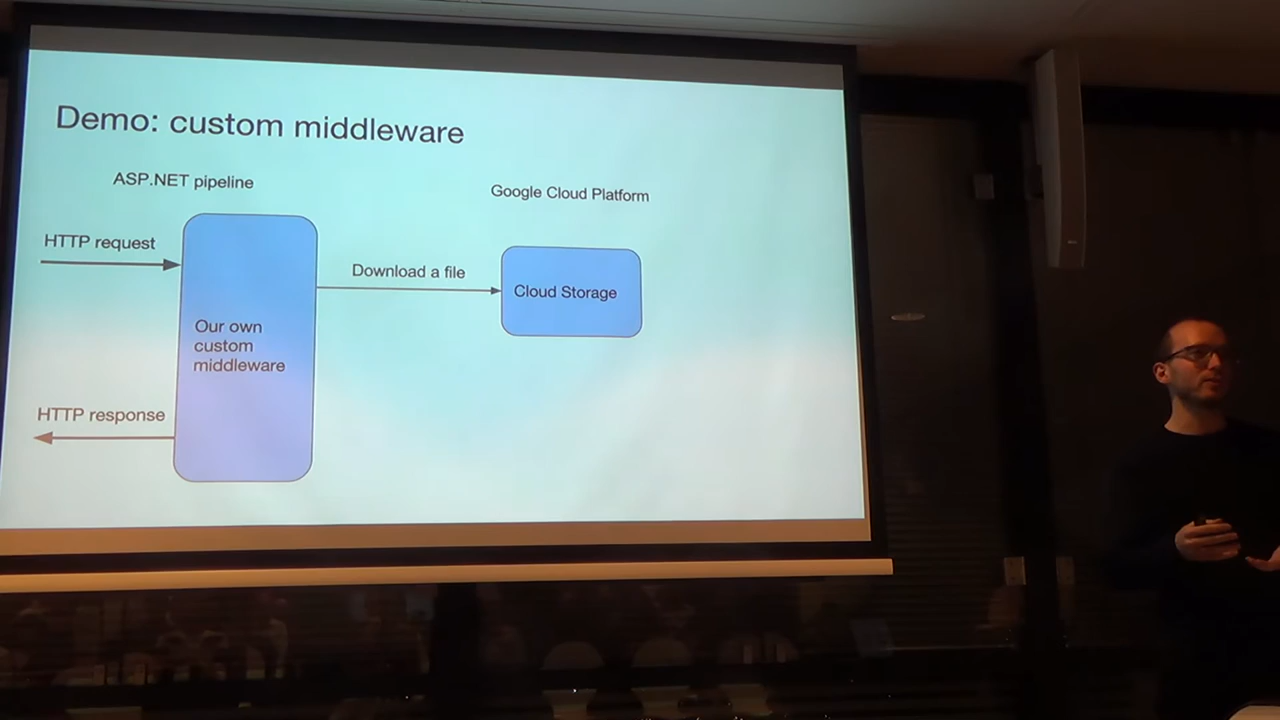 Demo: custom middleware
ASP.NET pipeline
Google Cloud Platform
HTTP request
Download a file
Cloud Storage
Our own
custom
middleware
HTTP response